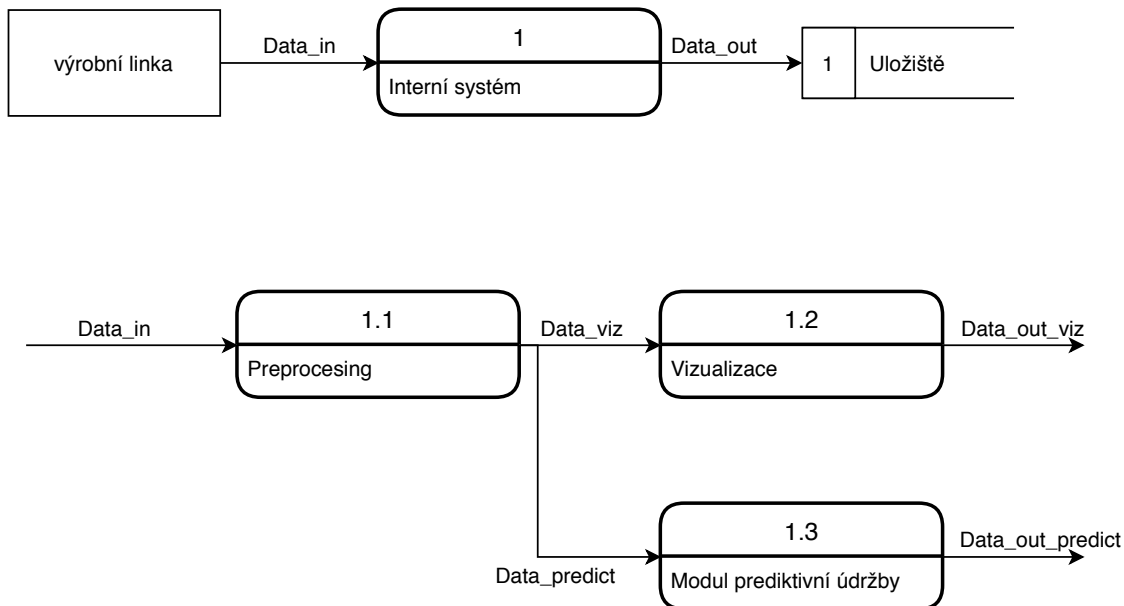 Data_in
1
Data_out
výrobní linka
Interní systém
1
Uložiště
Data_in
1.1
Preprocesing
Data_viz
1.2
Vizualizace
Data_out_viz
Data_predict
1.3
Modul prediktivní údržby
Data_out_predict